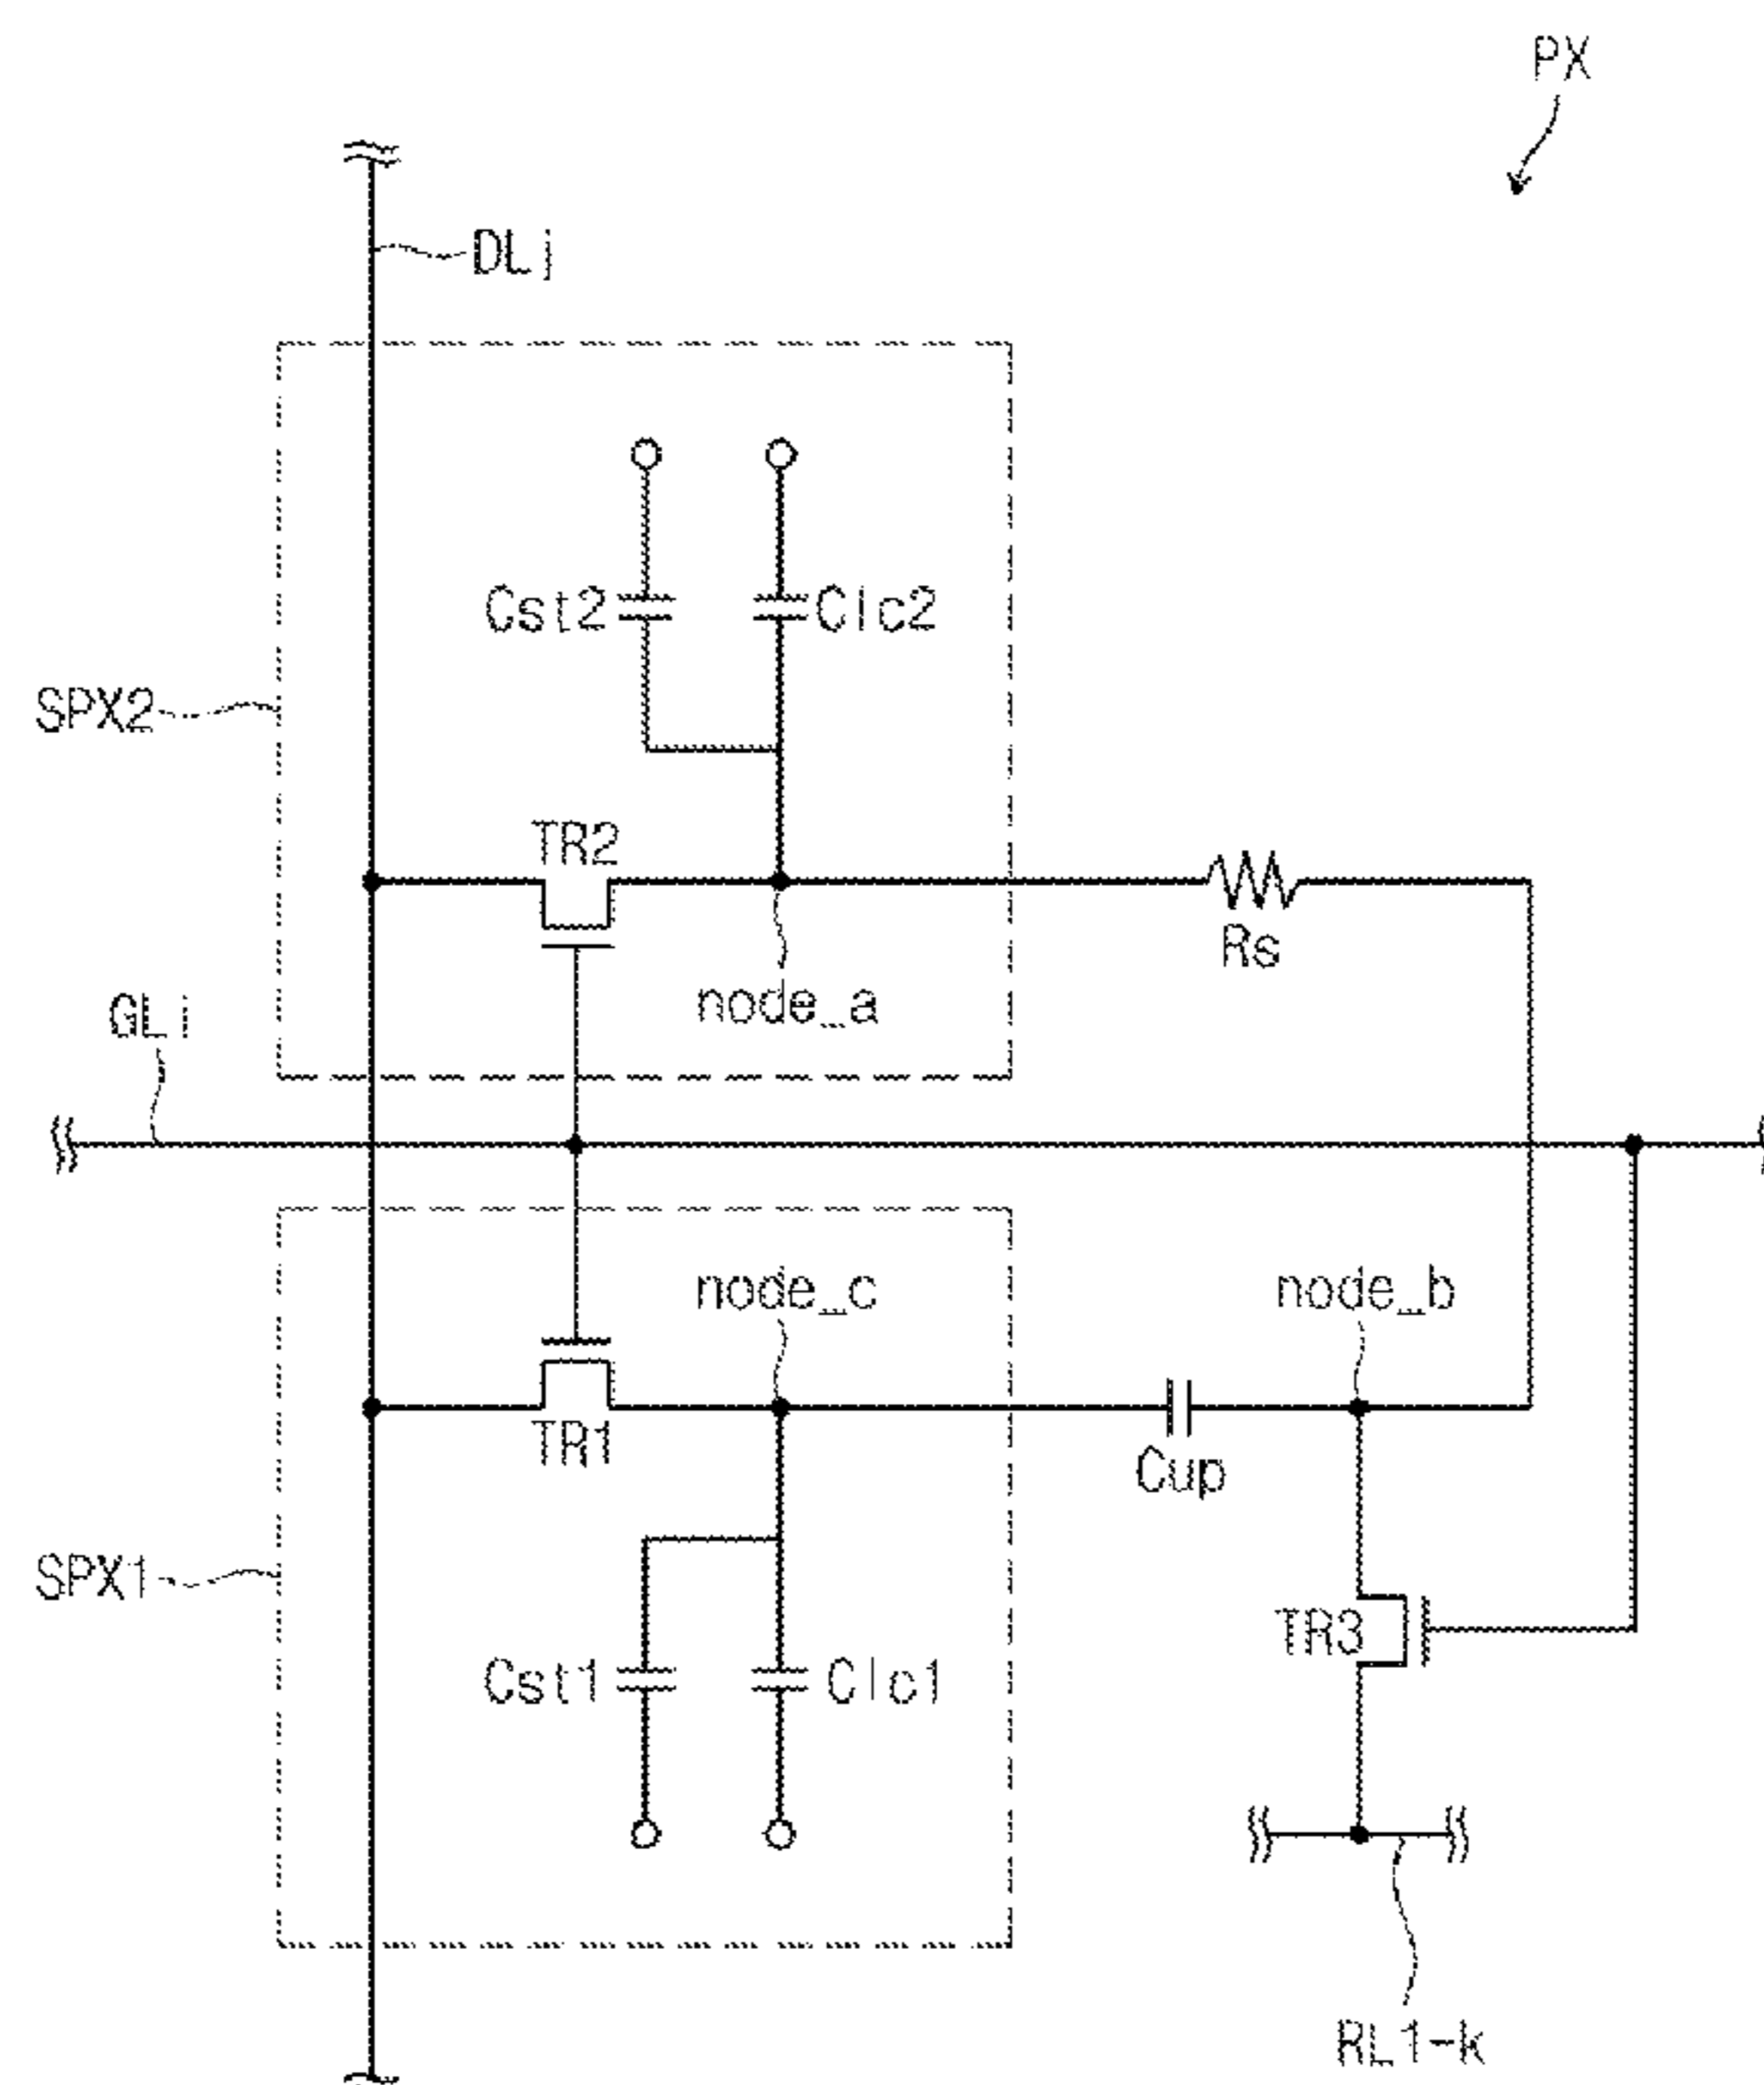 PX
DLj
Cst2
Clc2
SPX2
TR2
Rs
node_a
GLi
node_c
node_b
TR1
Cup
SPX1
TR3
Cst1
Clc1
RL1-k